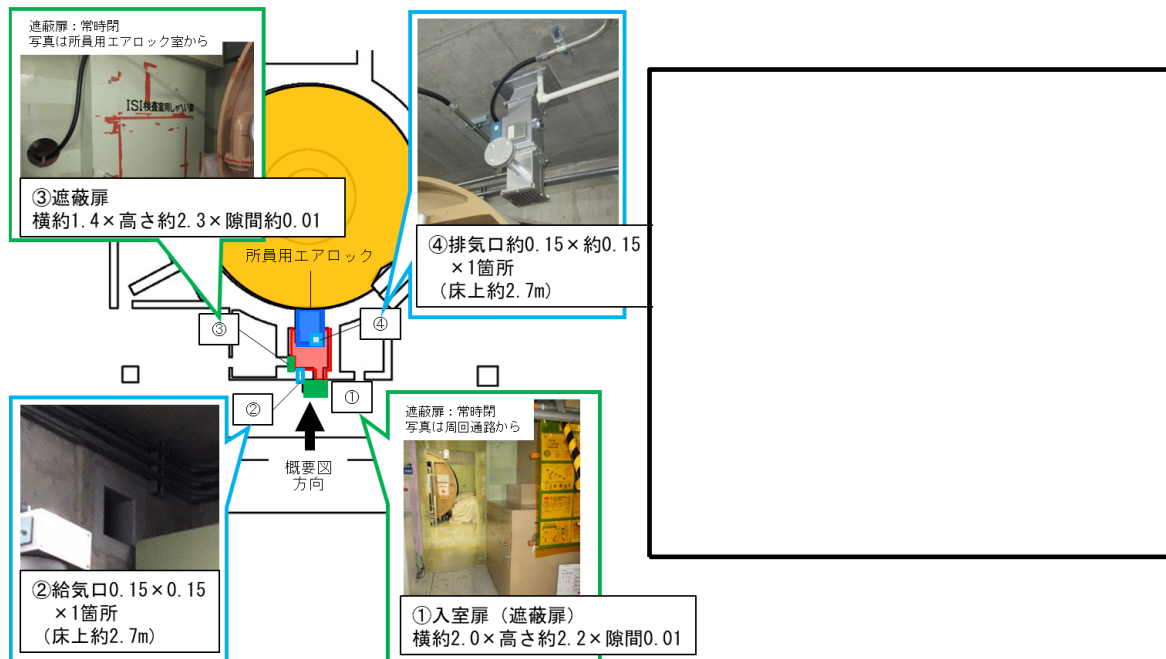 遮蔽扉：常時閉
写真は所員用エアロック室から
ISI検査室用しゃへい扉
③遮蔽扉
横約1.4×高さ約2.3×隙間約0.01
所員用エアロック
④排気口約0.15×約0.15
×1箇所
(床上約2.7m)
③
④
②
①
概要図
方向
②給気口0.15×0.15
×1箇所
(床上約2.7m)
遮蔽扉：常時閉
写真は周回通路から
①入室扉（遮蔽扉）
横約2.0×高さ約2.2×隙間0.01